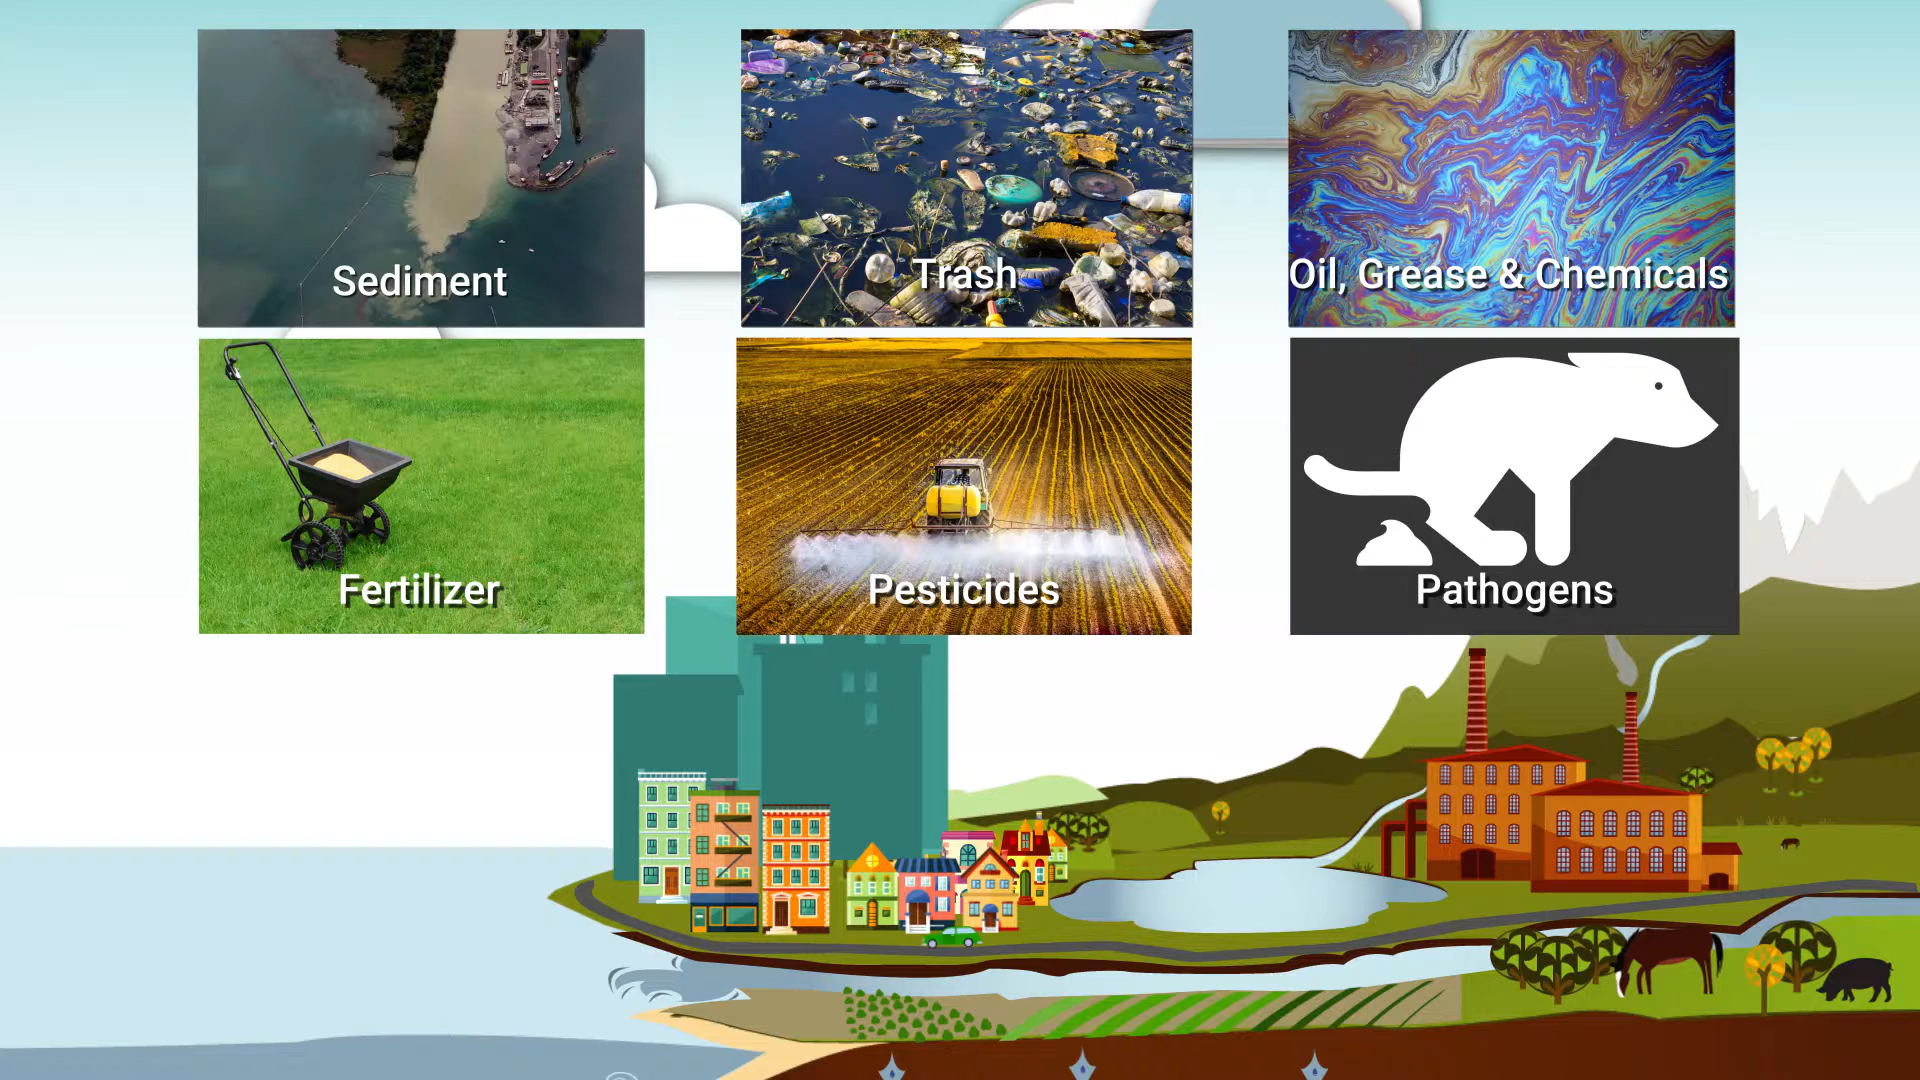 Sediment
Trash
Oil, Grease & Chemicals
Fertilizer
Pesticides
Pathogens